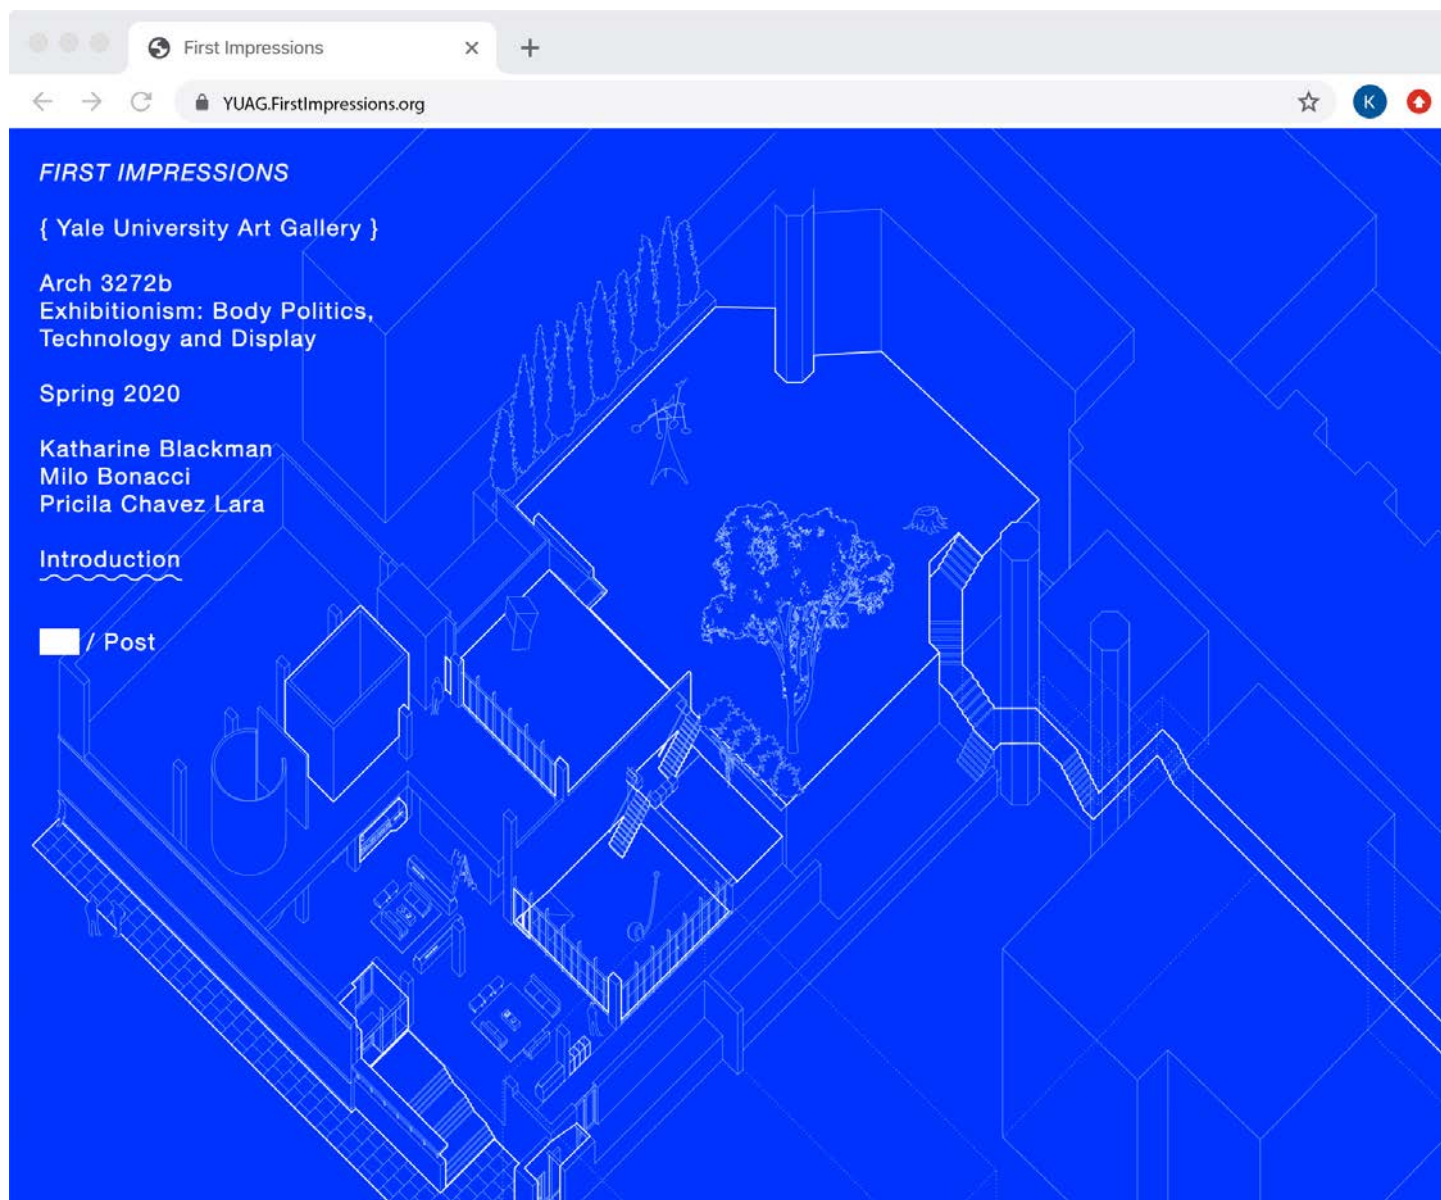 First Impressions
YUAG.FirstImpressions.org
K
FIRST IMPRESSIONS
{ Yale University Art Gallery }
Arch 3272b
Exhibitionism: Body Politics,
Technology and Display
Spring 2020
Katharine Blackman
Milo Bonacci
Pricila Chavez Lara
Introduction
/ Post